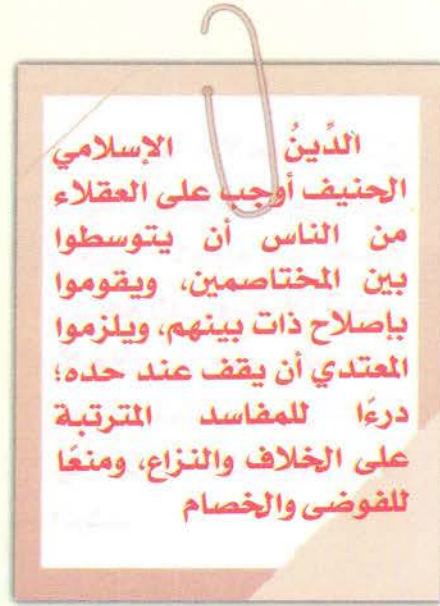 الدِّينُ الإسلامي
الحنيف أوجب على العقلاء
من الناس أن يتوسطوا
بين المختاصمين، ويقوموا
بإصلاح ذات بينهم، ويلزموا
المعتدي أن يقف عند حده؛
درءًا للمفاسد المترتبة
على الخلاف والنزاع، ومنعًا
للفوضى والخصام